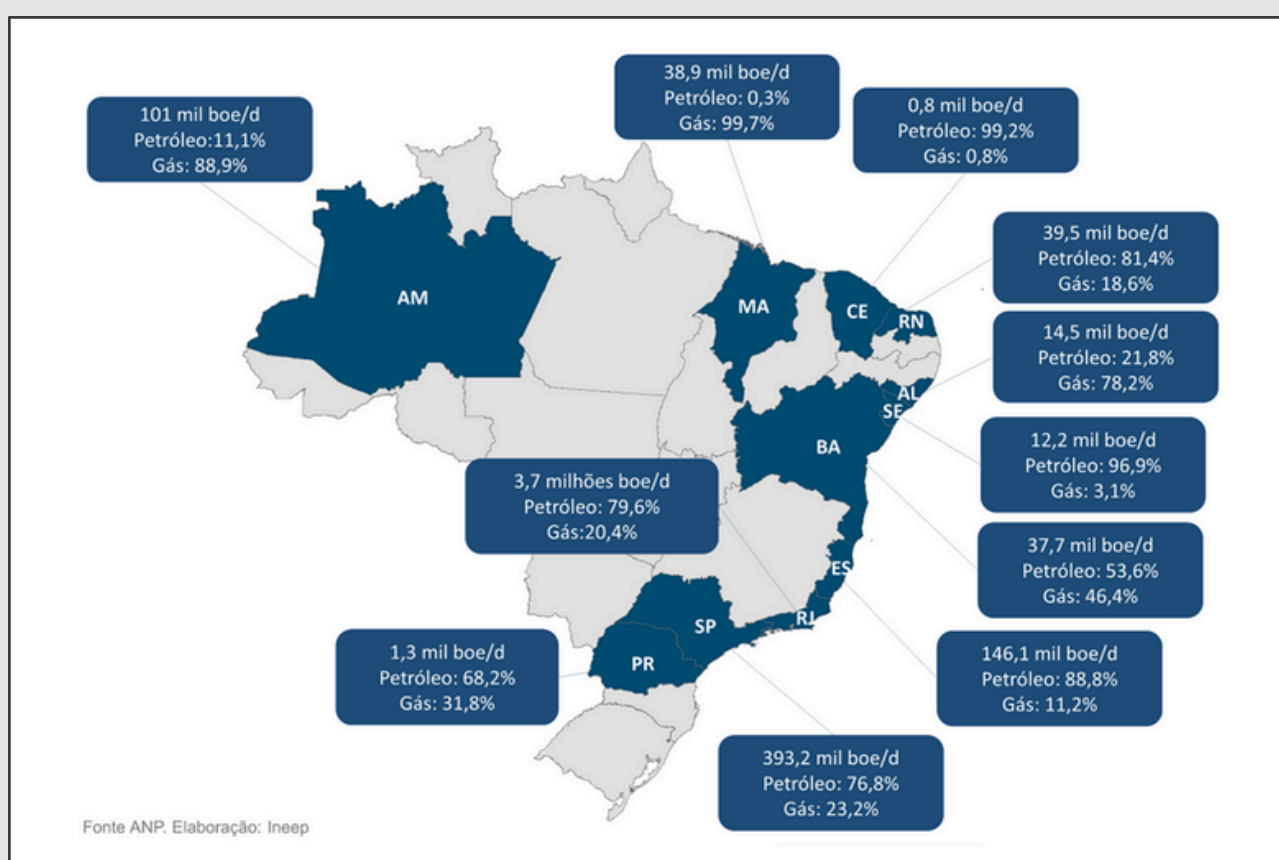 38,9 mil boe/d
Petróleo: 0,3%
Gás: 99,7%
101 mil boe/d
Petróleo:11,1%
Gás: 88,9%
0,8 mil boe/d
Petróleo: 99,2%
Gás: 0,8%
39,5 mil boe/d
Petróleo: 81,4%
Gás: 18,6%
AM
MA
CE
RN
14,5 mil boe/d
Petróleo: 21,8%
Gás: 78,2%
AL
SE
BA
12,2 mil boe/d
Petróleo: 96,9%
Gás: 3,1%
3,7 milhões boe/d
Petróleo: 79,6%
Gás:20,4%
37,7 mil boe/d
Petróleo: 53,6%
Gás: 46,4%
ES
RJ
SP
PR
1,3 mil boe/d
Petróleo: 68,2%
Gás: 31,8%
146,1 mil boe/d
Petróleo: 88,8%
Gás: 11,2%
393,2 mil boe/d
Petróleo: 76,8%
Gás: 23,2%
Fonte ANP. Elaboração: Ineep